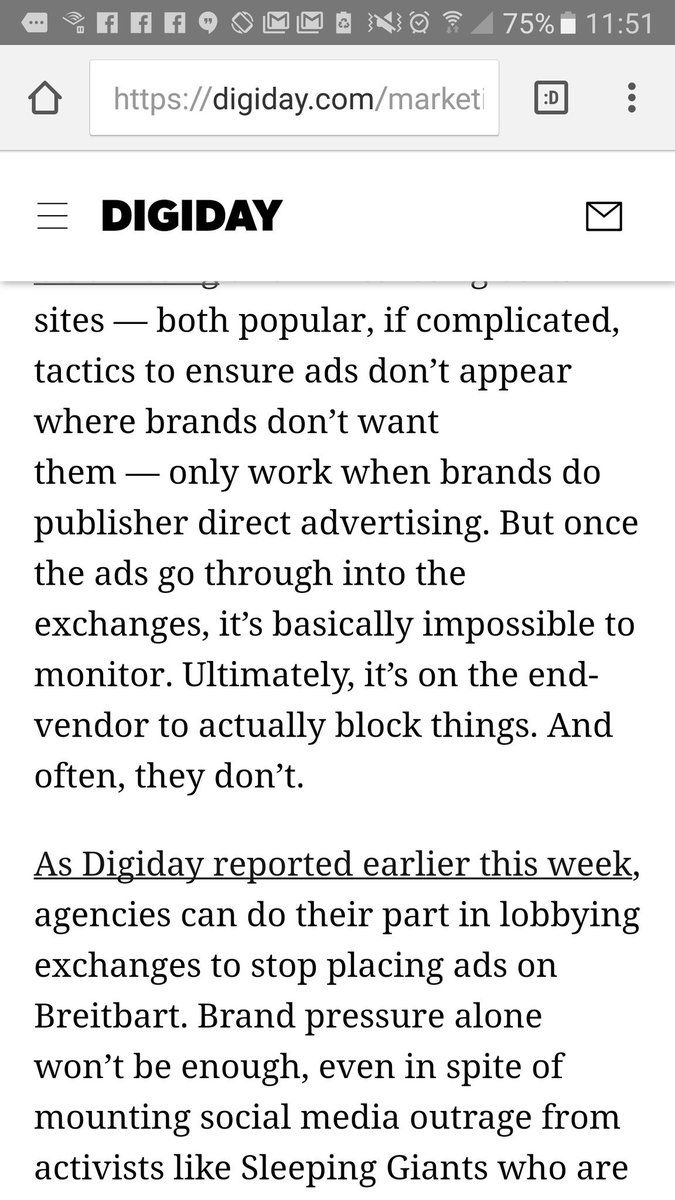 75% 11:51
https://digiday.com/marketi
:D
DIGIDAY
sites — both popular, if complicated,
tactics to ensure ads don’t appear
where brands don’t want
them — only work when brands do
publisher direct advertising. But once
the ads go through into the
exchanges, it’s basically impossible to
monitor. Ultimately, it’s on the end-
vendor to actually block things. And
often, they don’t.
As Digiday reported earlier this week,
agencies can do their part in lobbying
exchanges to stop placing ads on
Breitbart. Brand pressure alone
won’t be enough, even in spite of
mounting social media outrage from
activists like Sleeping Giants who are